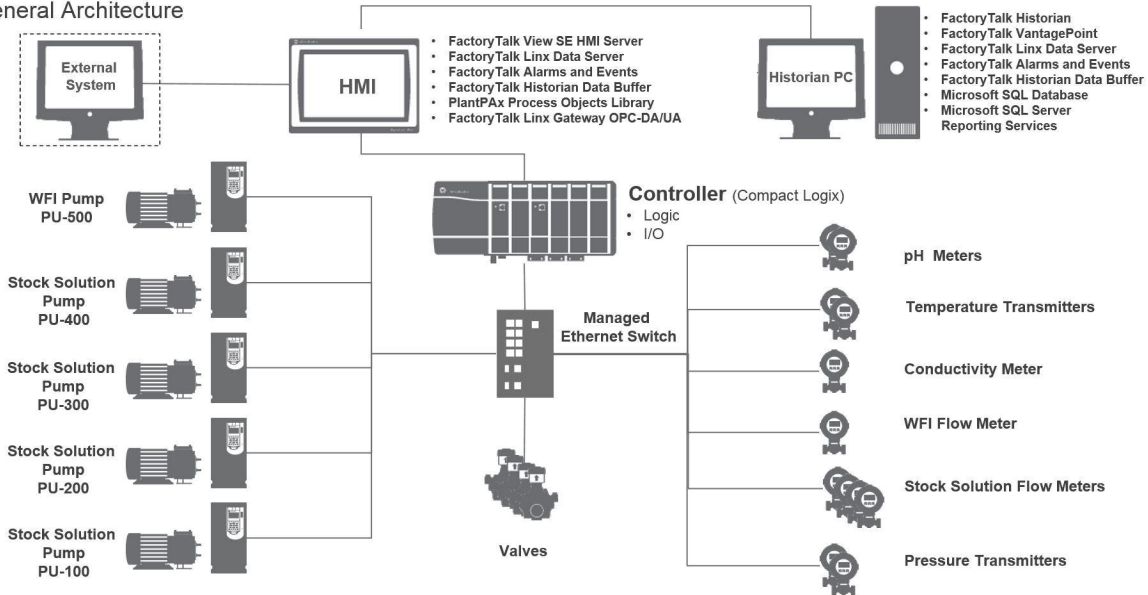 eneral Architecture
External
System
HMI
• FactoryTalk View SE HMI Server
• FactoryTalk Linx Data Server
• FactoryTalk Alarms and Events
• FactoryTalk Historian Data Buffer
• PlantPAx Process Objects Library
• FactoryTalk Linx Gateway OPC-DA/UA
Historian PC
• FactoryTalk Historian
• FactoryTalk VantagePoint
• FactoryTalk Linx Data Server
• FactoryTalk Alarms and Events
• FactoryTalk Historian Data Buffer
• Microsoft SQL Database
• Microsoft SQL Server
Reporting Services
Controller (Compact Logix)
• Logic
• I/O
WFI Pump
PU-500
Stock Solution
Pump
PU-400
Stock Solution
Pump
PU-300
Stock Solution
Pump
PU-200
Stock Solution
Pump
PU-100
Managed
Ethernet Switch
Valves
pH Meters
Temperature Transmitters
Conductivity Meter
WFI Flow Meter
Stock Solution Flow Meters
Pressure Transmitters